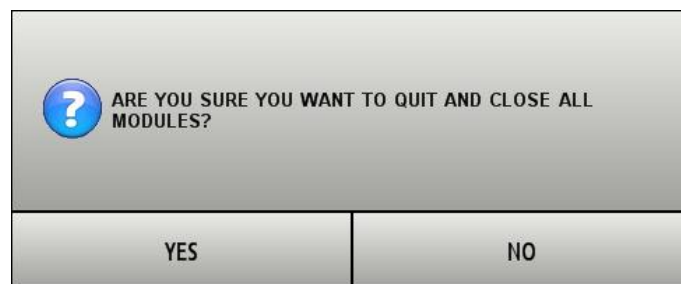 ?
ARE YOU SURE YOU WANT TO QUIT AND CLOSE ALL
MODULES?
YES NO